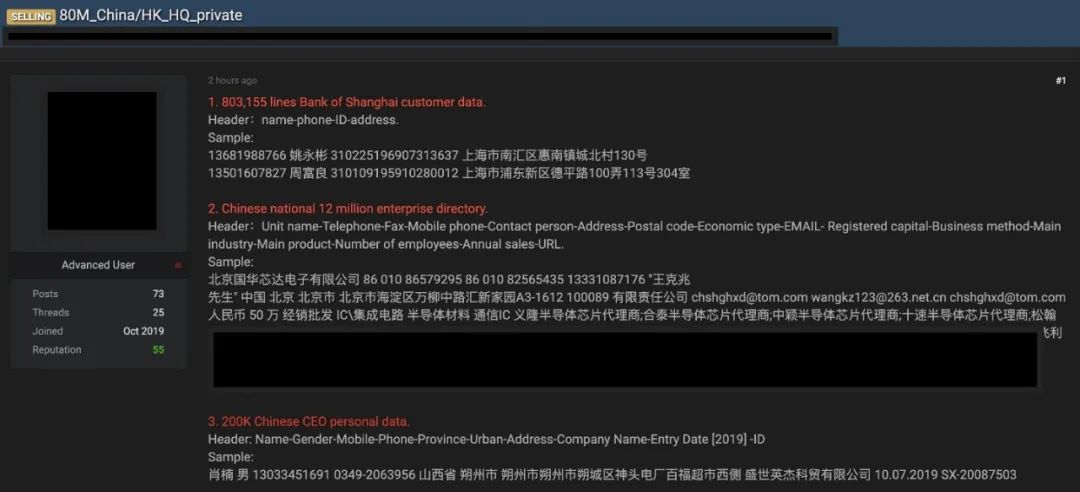 SELLING 80M_China/HK_HQ_private
2 hours ago
#1
1. 803,155 lines Bank of Shanghai customer data.
Header：name-phone-ID-address.
Sample:
13681988766 姚永彬 310225196907313637 上海市南汇区惠南镇城北村130号
13501607827 周富良 310109195910280012 上海市浦东新区德平路100弄113号304室
2. Chinese national 12 million enterprise directory.
Header：Unit name-Telephone-Fax-Mobile phone-Contact person-Address-Postal code-Economic type-EMAIL- Registered capital-Business method-Main
industry-Main product-Number of employees-Annual sales-URL.
Sample:
北京国华芯达电子有限公司 86 010 86579295 86 010 82565435 13331087176 "王克兆
先生" 中国 北京 北京市 北京市海淀区万柳中路汇新家园A3-1612 100089 有限责任公司 chshghxd@tom.com wangkz123@263.net.cn chshghxd@tom.com
人民币 50 万 经销批发 IC\集成电路 半导体材料 通信IC 义隆半导体芯片代理商;合泰半导体芯片代理商;中颖半导体芯片代理商;十速半导体芯片代理商;松翰
利
3. 200K Chinese CEO personal data.
Header: Name-Gender-Mobile-Phone-Province-Urban-Address-Company Name-Entry Date [2019] -ID
Sample:
肖楠 男 13033451691 0349-2063956 山西省 朔州市 朔州市朔州市朔城区神头电厂百福超市西侧 盛世英杰科贸有限公司 10.07.2019 SX-20087503
Advanced User
Posts 73
Threads 25
Joined Oct 2019
Reputation 55